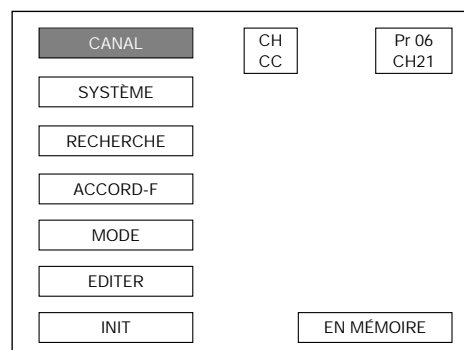 CANAL
CH
CC
Pr 06
CH21
SYSTÈME
RECHERCHE
ACCORD-F
MODE
EDITER
INIT
EN MÉMOIRE